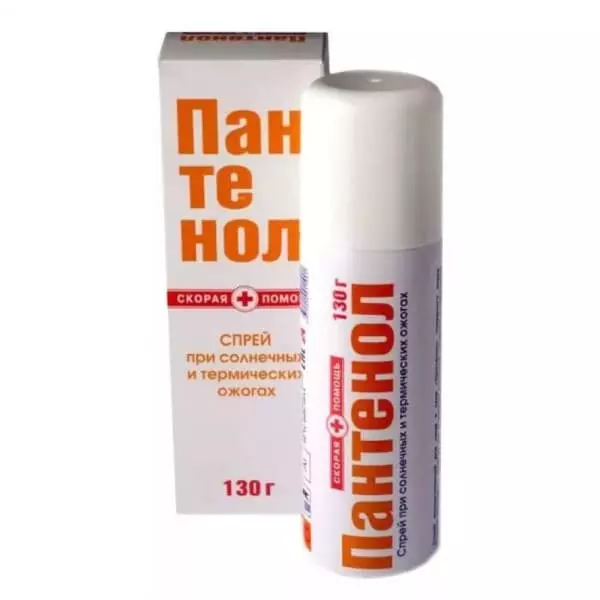 Пантенол
Пан
те
нол
СКОРАЯ ПОМОЩЬ
СПРЕЙ
при солнечных
и термических
ожогах
130 г
130 г
СКОРАЯ ПОМОЩЬ
Пантенол
Спрей при солнечных и термических ожогах